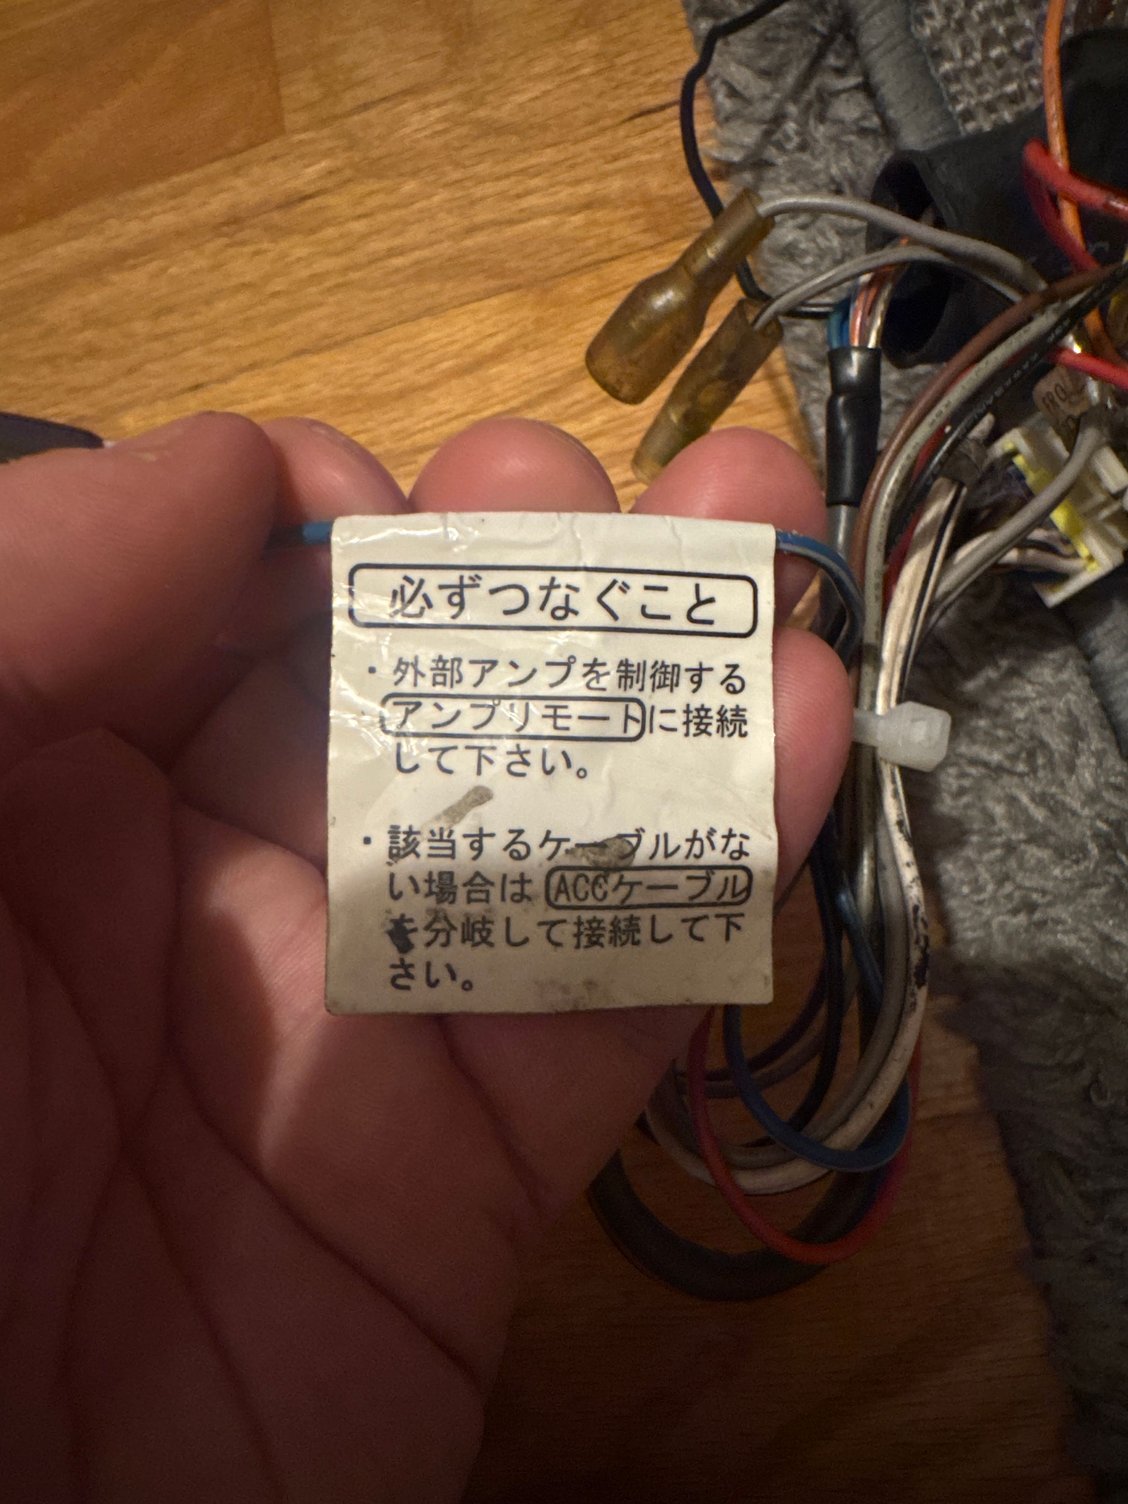 必ずつなぐこと
・外部アンプを制御する
アンプリモートに接続
して下さい。
・該当するケーブルがな
い場合は ACCケーブル
を分岐して接続して下
さい。